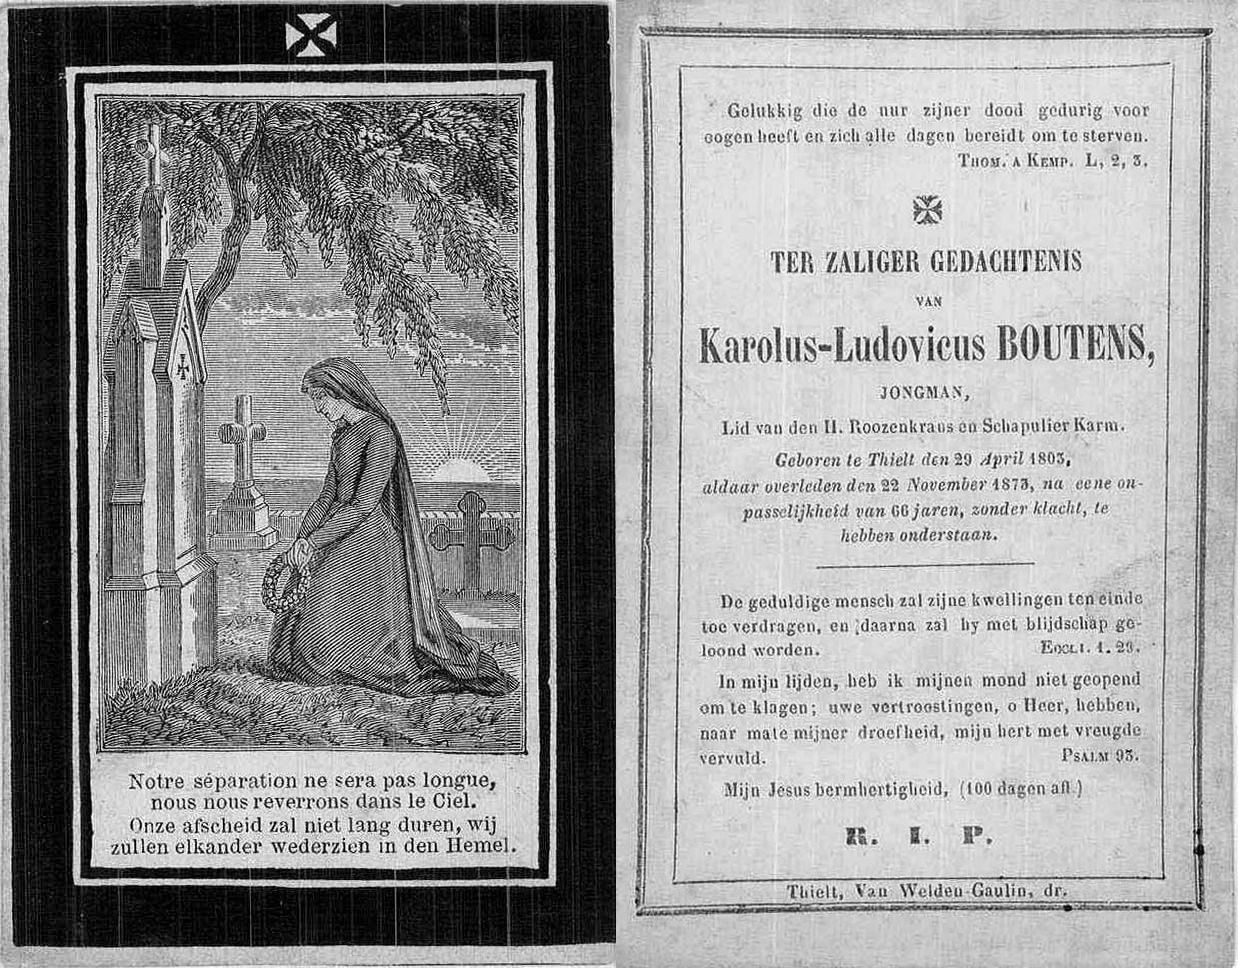 Notre séparation ne sera pas longue,
nous nous reverrons dans le Ciel.
Onze afscheid zal niet lang duren, wij
zullen elkander wederzien in den Hemel.
Gelukkig die de uur zijner dood gedurig voor
oogen heeft en zich alle dagen bereidt om te sterven.
THOM. A KEMP. L, 2, 3.
TER ZALIGER GEDACHTENIS
VAN
Karolus-Ludovicus BOUTENS,
JONGMAN,
Lid van den H. Roozenkrans en Schapulier Karm.
Geboren te Thielt den 29 April 1803,
aldaar overleden den 22 November 1873, na eene on-
passelijkheid van 66 jaren, zonder klacht, te
hebben onderstaan.
De geduldige mensch zal zijne kwellingen ten einde
toe verdragen, en daarna zal hy met blijdschap ge-
loond worden. ECCLI. 1. 29.
In mijn lijden, heb ik mijnen mond niet geopend
om te klagen; uwe vertroostingen, o Heer, hebben,
naar mate mijner droefheid, mijn hert met vreugde
vervuld. PSALM 93.
Mijn Jesus bermhertigheid, (100 dagen afl.)
R. I. P.
Thielt, Van Welden-Gaulin, dr.